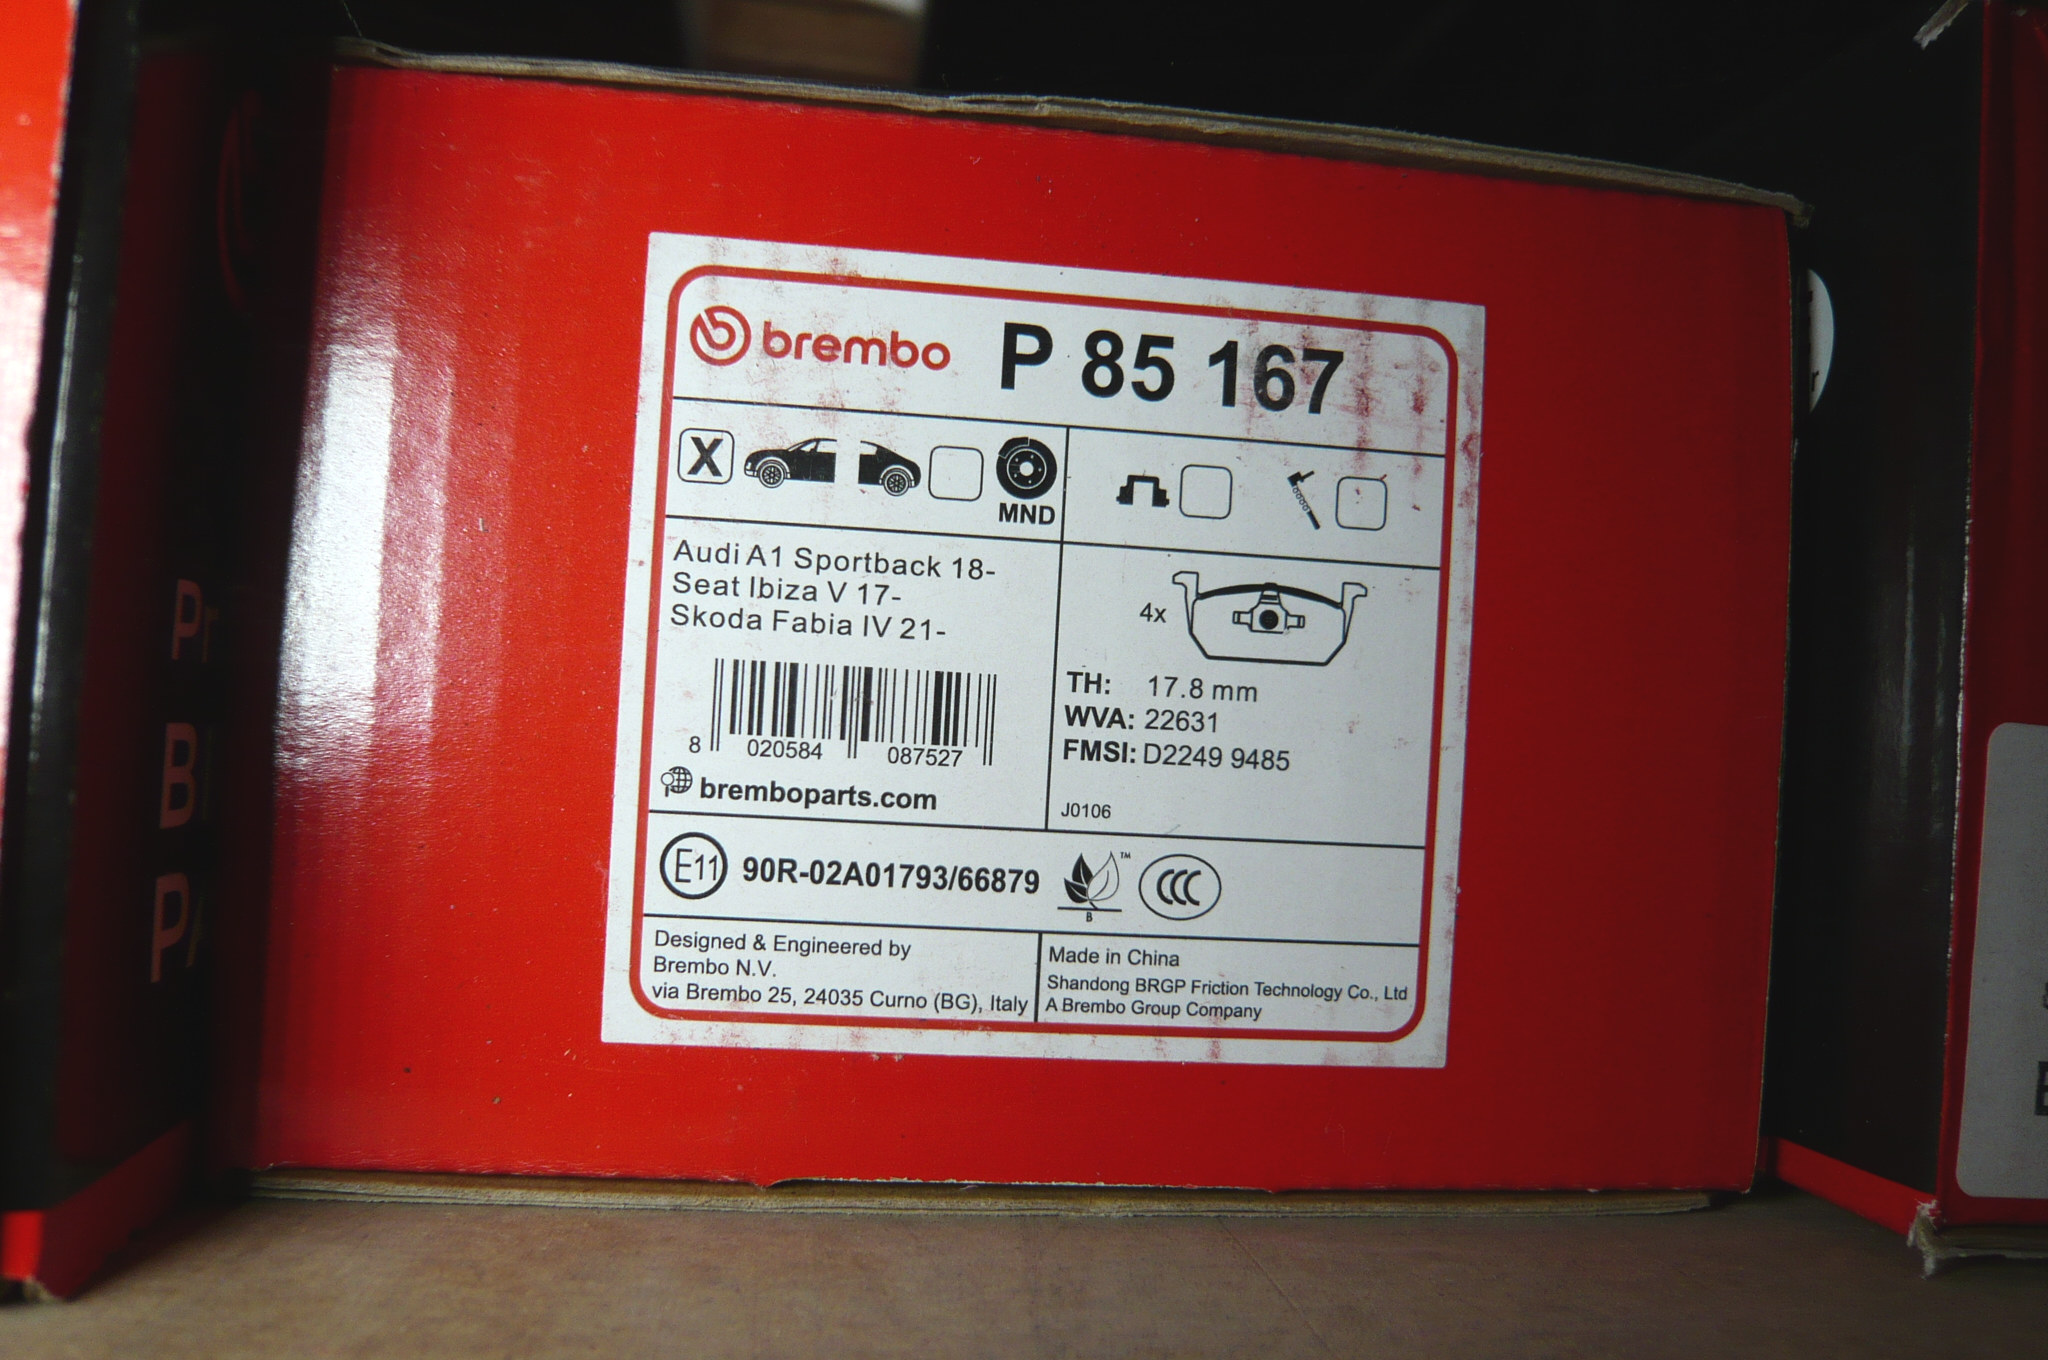 brembo P 85 167
X
MND
Audi A1 Sportback 18-
Seat Ibiza V 17-
Skoda Fabia IV 21-
8 020584 087527
bremboparts.com
4x
TH: 17.8 mm
WVA: 22631
FMSI: D2249 9485
J0106
E11 90R-02A01793/66879
TM
B
CCC
Designed & Engineered by
Brembo N.V.
via Brembo 25, 24035 Curno (BG), Italy
Made in China
Shandong BRGP Friction Technology Co., Ltd
A Brembo Group Company